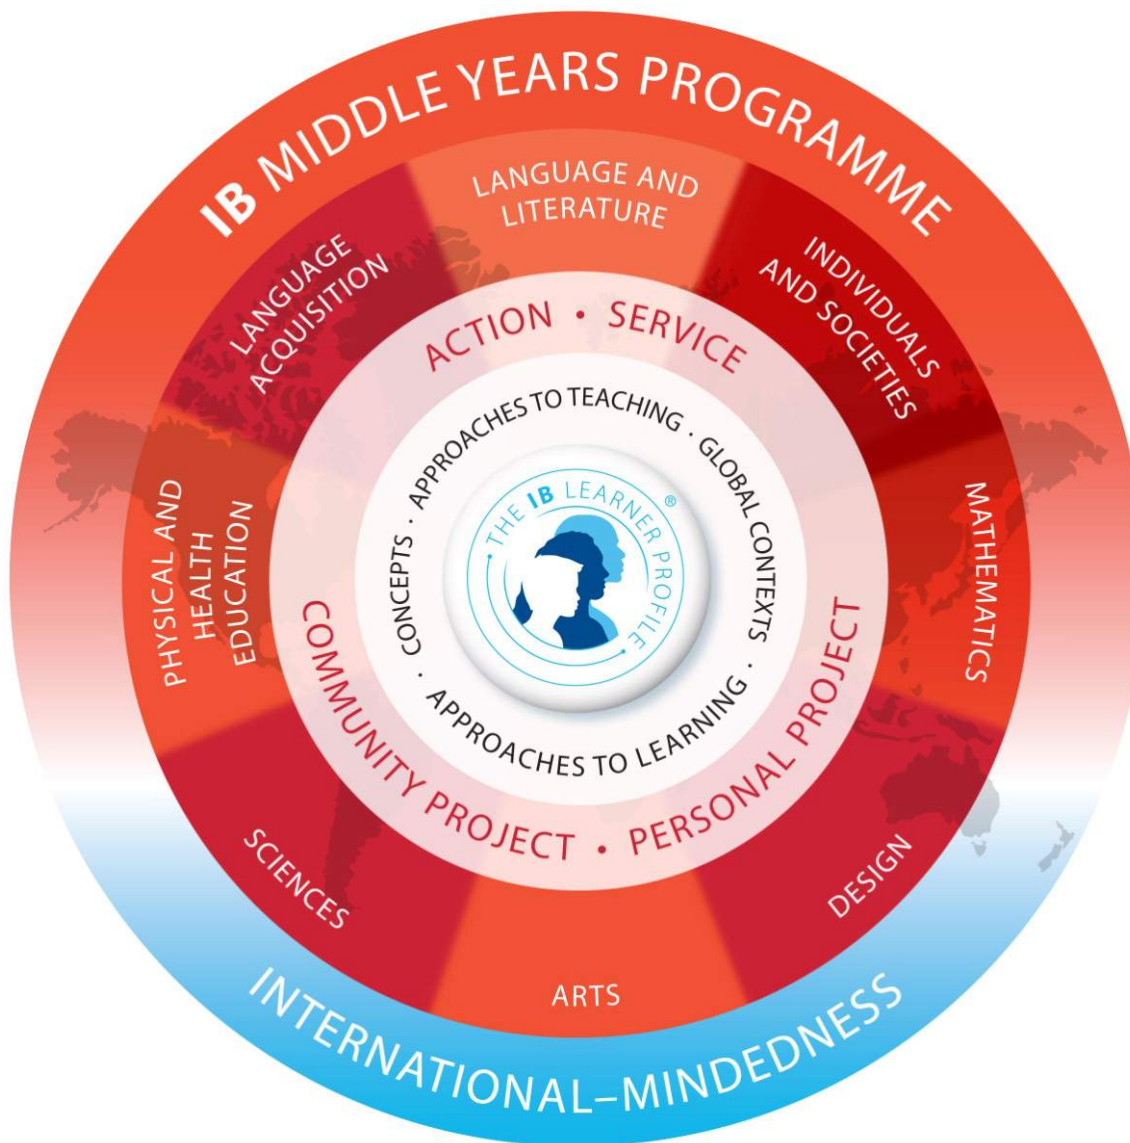 IB MIDDLE YEARS PROGRAMME
LANGUAGE AND
LITERATURE
INDIVIDUALS
AND SOCIETIES
MATHEMATICS
DESIGN
ARTS
SCIENCES
PHYSICAL AND
HEALTH
EDUCATION
LANGUAGE
ACQUISITION
ACTION · SERVICE
COMMUNITY PROJECT · PERSONAL PROJECT
CONCEPTS · APPROACHES TO TEACHING · GLOBAL CONTEXTS ·
APPROACHES TO LEARNING ·
· THE IB LEARNER PROFILE ·
®
INTERNATIONAL–MINDEDNESS